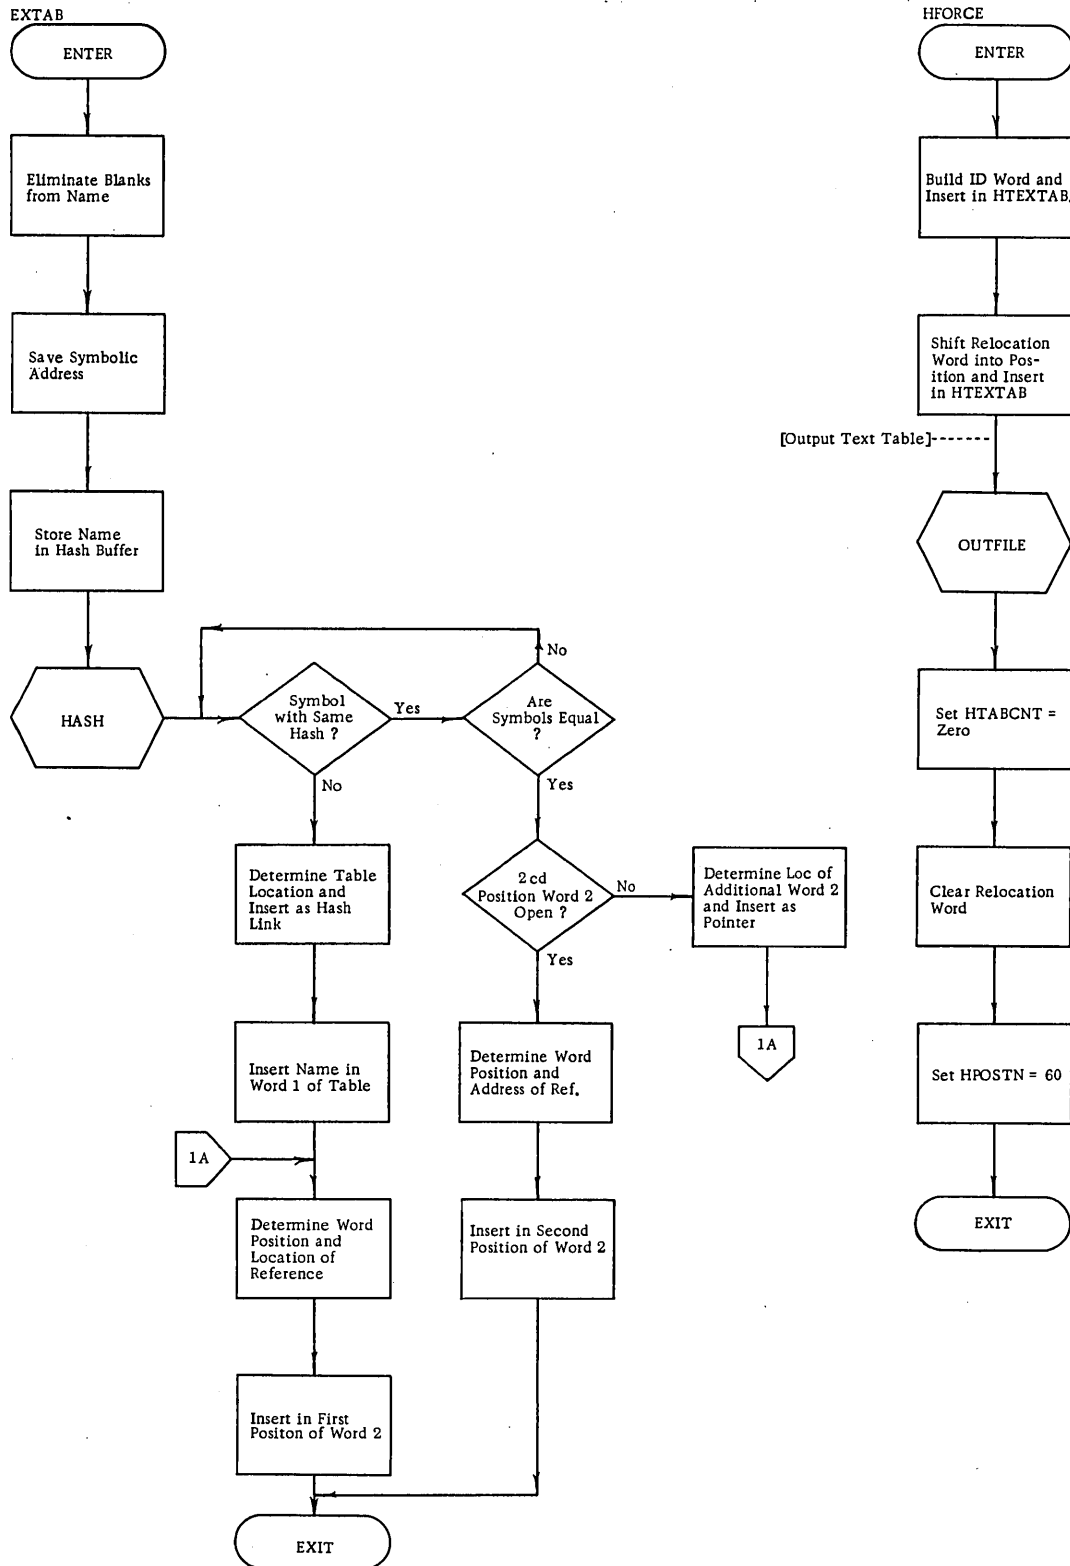 EXTAB
ENTER
Eliminate Blanks
from Name
Save Symbolic
Address
Store Name
in Hash Buffer
HASH
Symbol
with Same
Hash ?
Yes
No
Are
Symbols Equal
?
No
Yes
Determine Table
Location and
Insert as Hash
Link
Insert Name in
Word 1 of Table
1A
Determine Word
Position and
Location of
Reference
Insert in First
Positon of Word 2
EXIT
2cd
Position Word 2
Open ?
No
Yes
Determine Loc of
Additional Word 2
and Insert as
Pointer
1A
Determine Word
Position and
Address of Ref.
Insert in Second
Position of Word 2
HFORCE
ENTER
Build ID Word and
Insert in HTEXTAB.
Shift Relocation
Word into Pos-
ition and Insert
in HTEXTAB
[Output Text Table]-------
OUTFILE
Set HTABCNT =
Zero
Clear Relocation
Word
Set HPOSTN = 60
EXIT